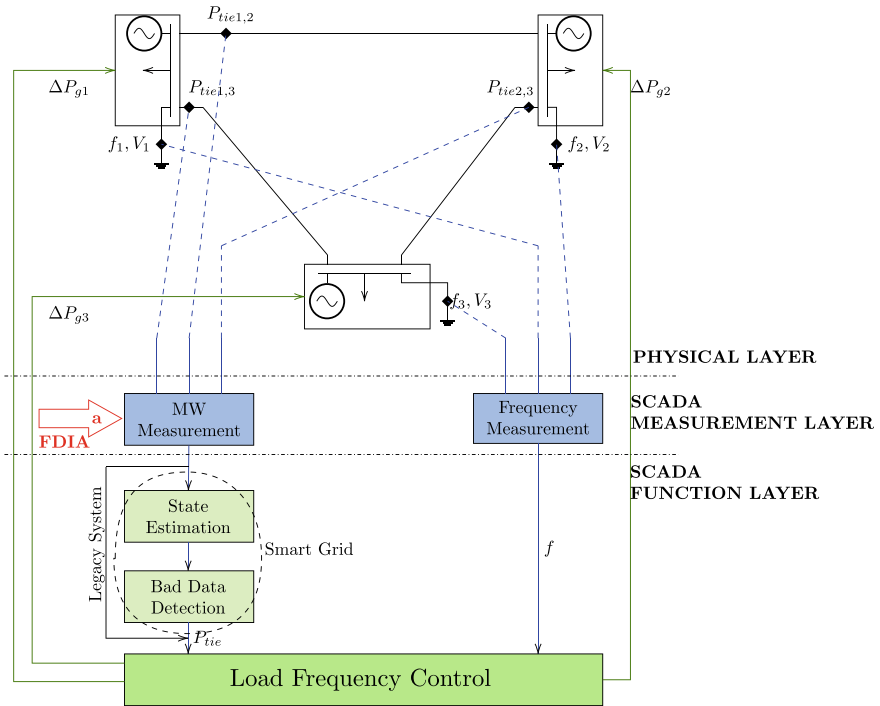 P_{tie1,2}
ΔP_{g1}
P_{tie1,3}
P_{tie2,3}
ΔP_{g2}
f_1, V_1
f_2, V_2
f_3, V_3
ΔP_{g3}
PHYSICAL LAYER
a
FDIA
MW
Measurement
Frequency
Measurement
SCADA
MEASUREMENT LAYER
SCADA
FUNCTION LAYER
Legacy System
State
Estimation
Smart Grid
f
Bad Data
Detection
P_{tie}
Load Frequency Control